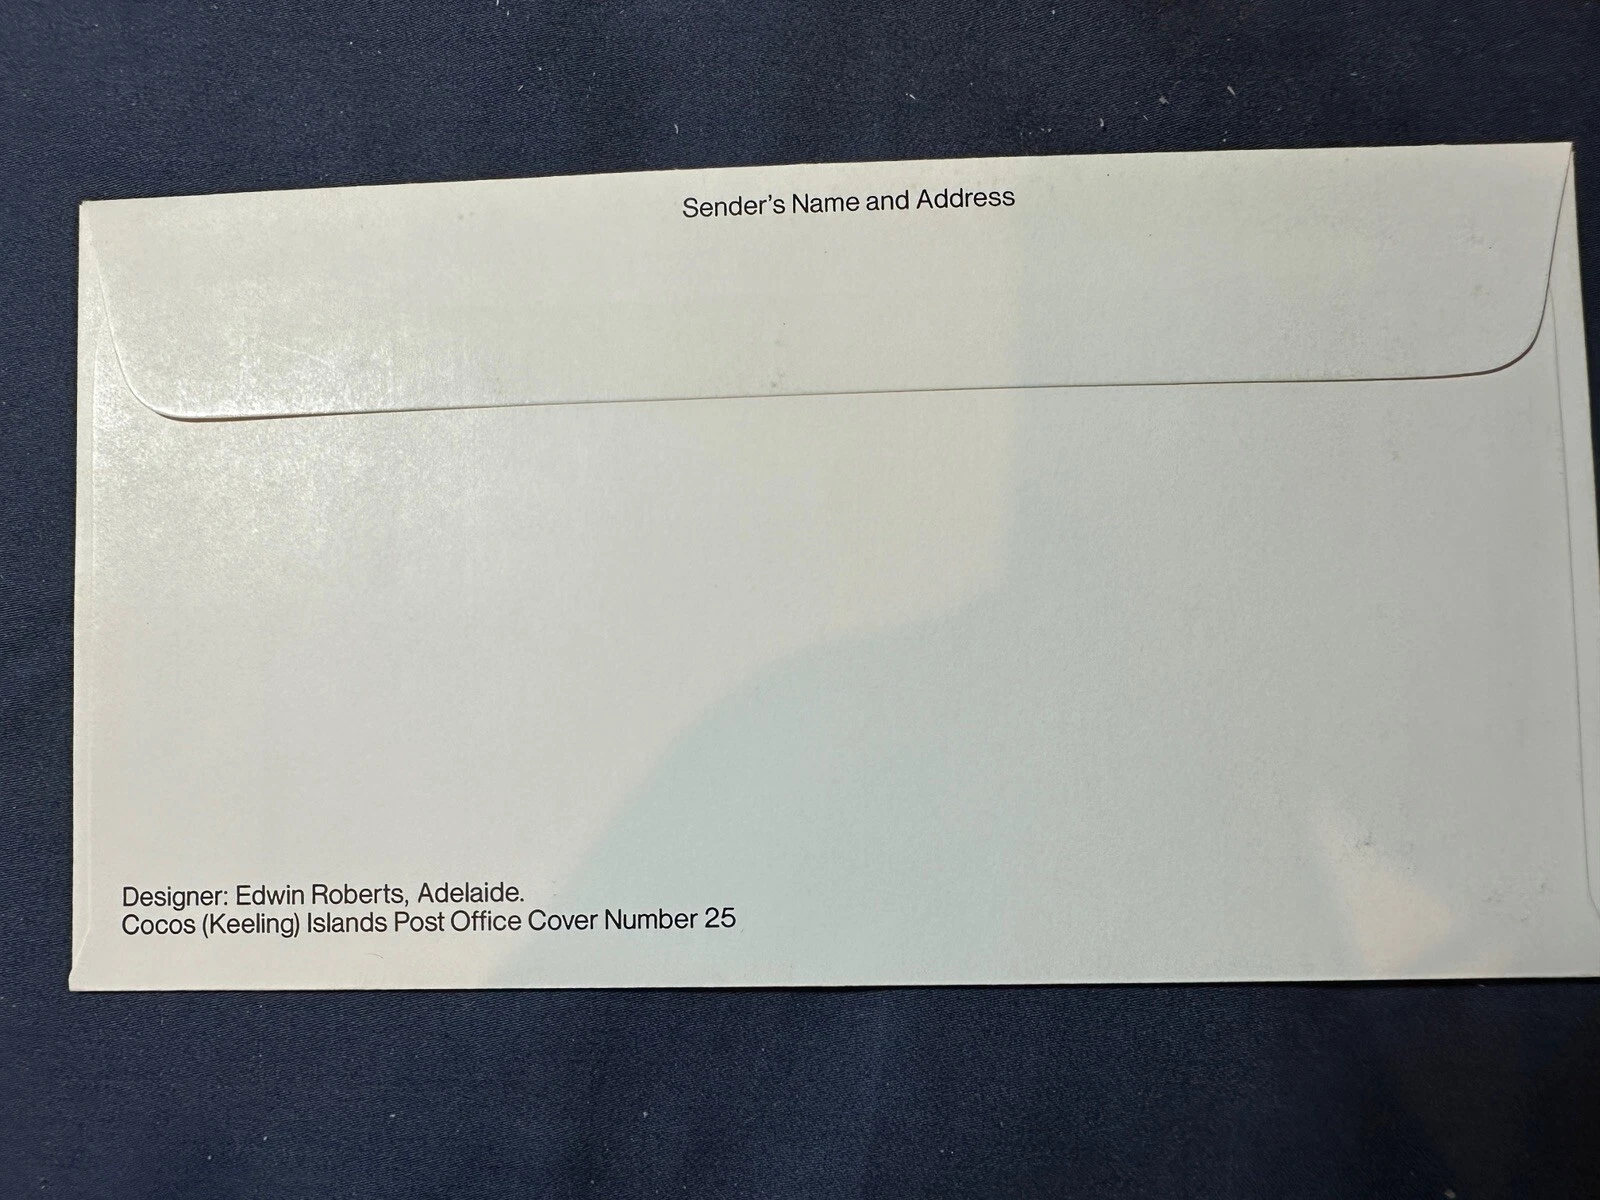 Sender's Name and Address
Designer: Edwin Roberts, Adelaide.
Cocos (Keeling) Islands Post Office Cover Number 25